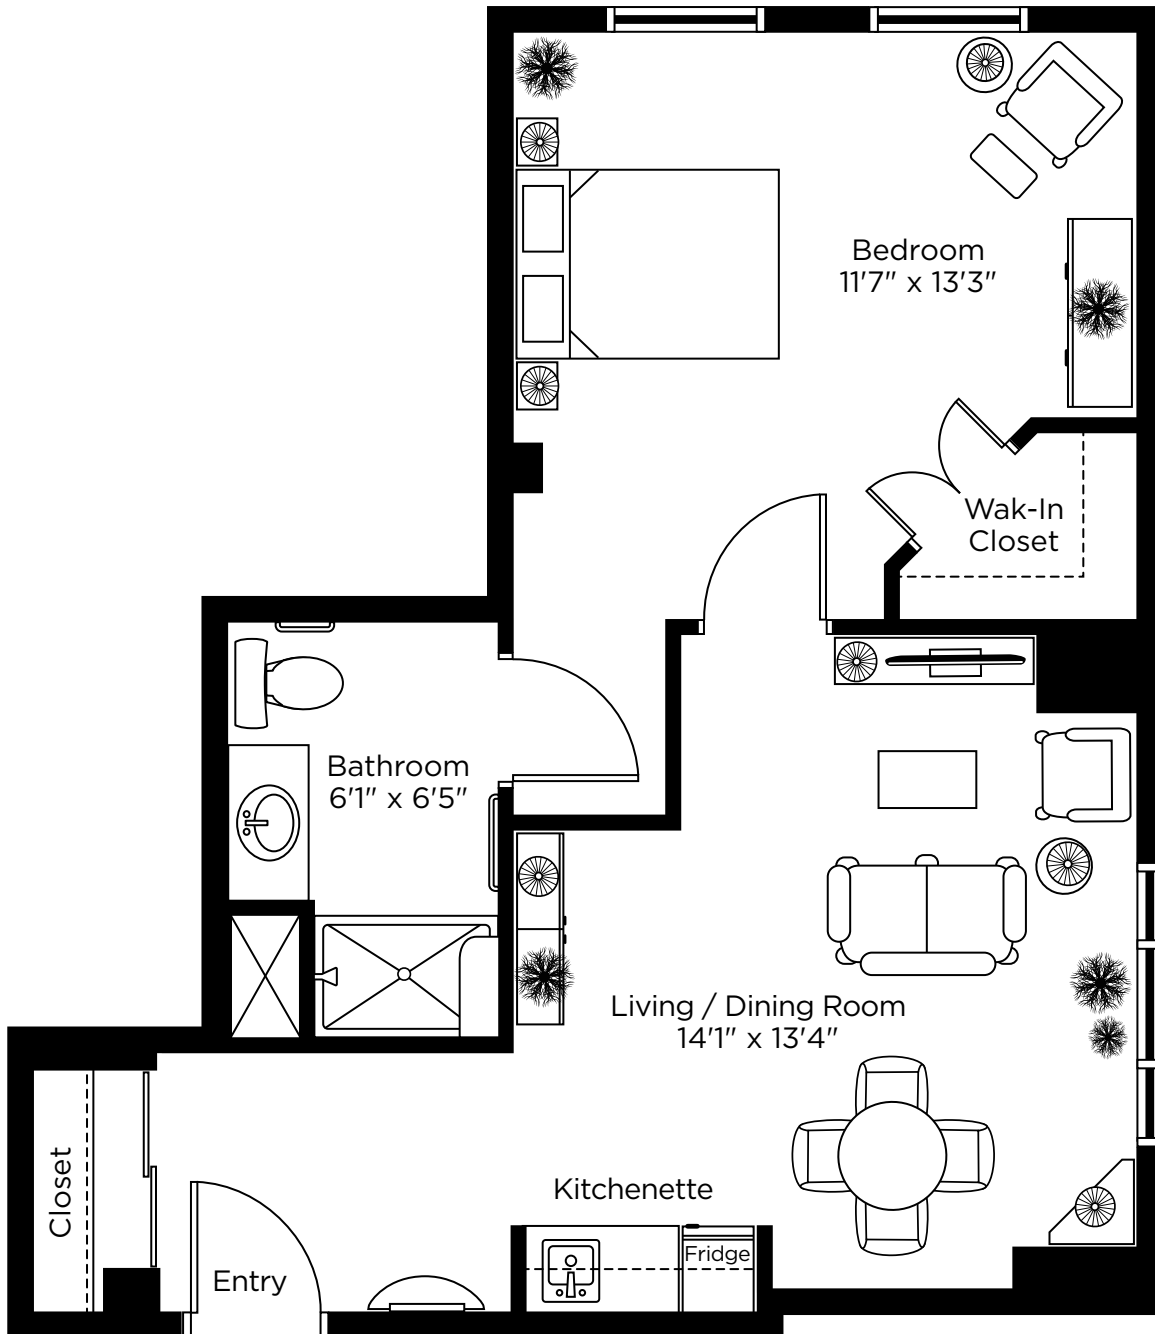 Bedroom
11'7" x 13'3"
Wak-In
Closet
Bathroom
6'1" x 6'5"
Living / Dining Room
14'1" x 13'4"
Closet
Kitchenette
Fridge
Entry